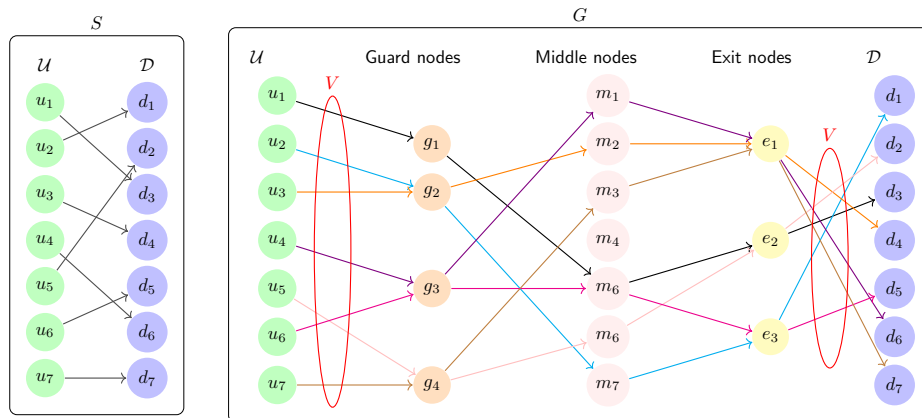 S
𝒰 𝒟
u₁ d₁
u₂ d₂
u₃ d₃
u₄ d₄
u₅ d₅
u₆ d₆
u₇ d₇
G
𝒰 Guard nodes Middle nodes Exit nodes 𝒟
V
V
u₁ m₁ d₁
g₁ e₁
u₂ m₂ d₂
g₂
u₃ m₃ d₃
u₄ m₄ e₂ d₄
u₅ g₃ m₆ d₅
u₆ m₆ e₃ d₆
u₇ g₄ m₇ d₇